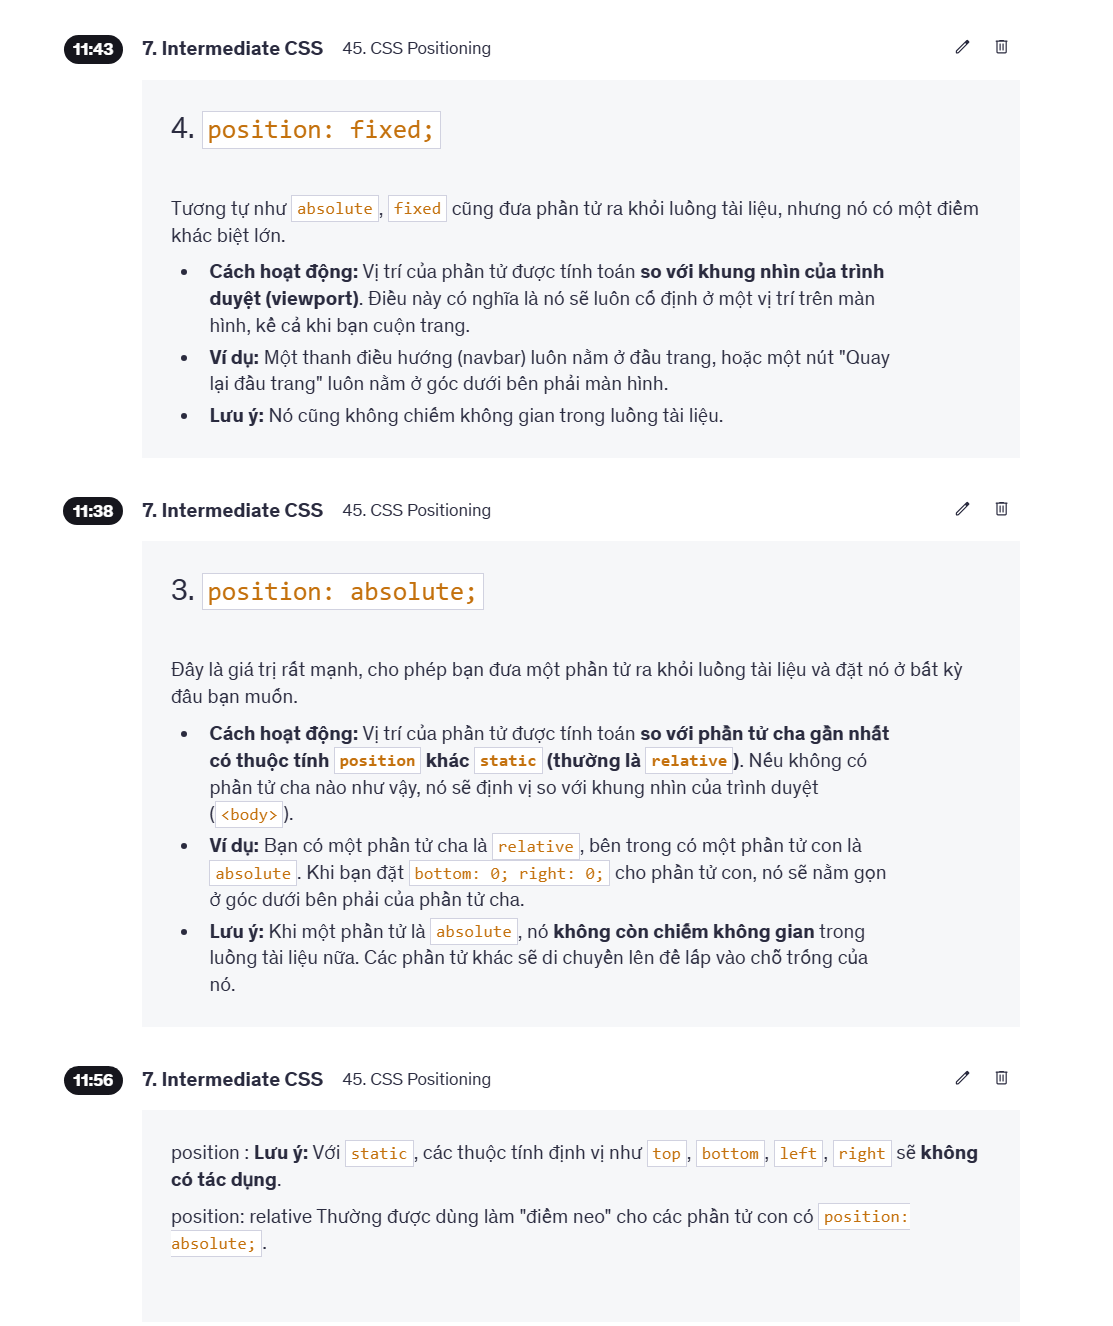 11:43 7. Intermediate CSS 45. CSS Positioning
4. position: fixed;
Tương tự như absolute, fixed cũng đưa phần tử ra khỏi luồng tài liệu, nhưng nó có một điểm
khác biệt lớn.
• Cách hoạt động: Vị trí của phần tử được tính toán so với khung nhìn của trình
duyệt (viewport). Điều này có nghĩa là nó sẽ luôn cố định ở một vị trí trên màn
hình, kể cả khi bạn cuộn trang.
• Ví dụ: Một thanh điều hướng (navbar) luôn nằm ở đầu trang, hoặc một nút "Quay
lại đầu trang" luôn nằm ở góc dưới bên phải màn hình.
• Lưu ý: Nó cũng không chiếm không gian trong luồng tài liệu.
11:38 7. Intermediate CSS 45. CSS Positioning
3. position: absolute;
Đây là giá trị rất mạnh, cho phép bạn đưa một phần tử ra khỏi luồng tài liệu và đặt nó ở bất kỳ
đâu bạn muốn.
• Cách hoạt động: Vị trí của phần tử được tính toán so với phần tử cha gần nhất
có thuộc tính position khác static (thường là relative). Nếu không có
phần tử cha nào như vậy, nó sẽ định vị so với khung nhìn của trình duyệt
(<body>).
• Ví dụ: Bạn có một phần tử cha là relative, bên trong có một phần tử con là
absolute. Khi bạn đặt bottom: 0; right: 0; cho phần tử con, nó sẽ nằm gọn
ở góc dưới bên phải của phần tử cha.
• Lưu ý: Khi một phần tử là absolute, nó không còn chiếm không gian trong
luồng tài liệu nữa. Các phần tử khác sẽ di chuyển lên để lấp vào chỗ trống của
nó.
11:56 7. Intermediate CSS 45. CSS Positioning
position : Lưu ý: Với static, các thuộc tính định vị như top, bottom, left, right sẽ không
có tác dụng.
position: relative Thường được dùng làm "điểm neo" cho các phần tử con có position:
absolute;.